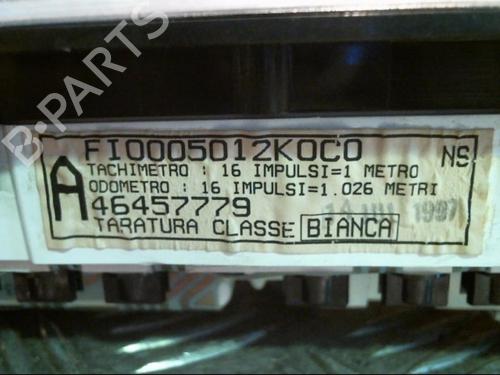 B-PARTS
FI0005012K0C0 NS
TACHIMETRO : 16 IMPULSI=1 METRO
A ODOMETRO : 16 IMPULSI=1.026 METRI
46457779 1997
TARATURA CLASSE BIANCA